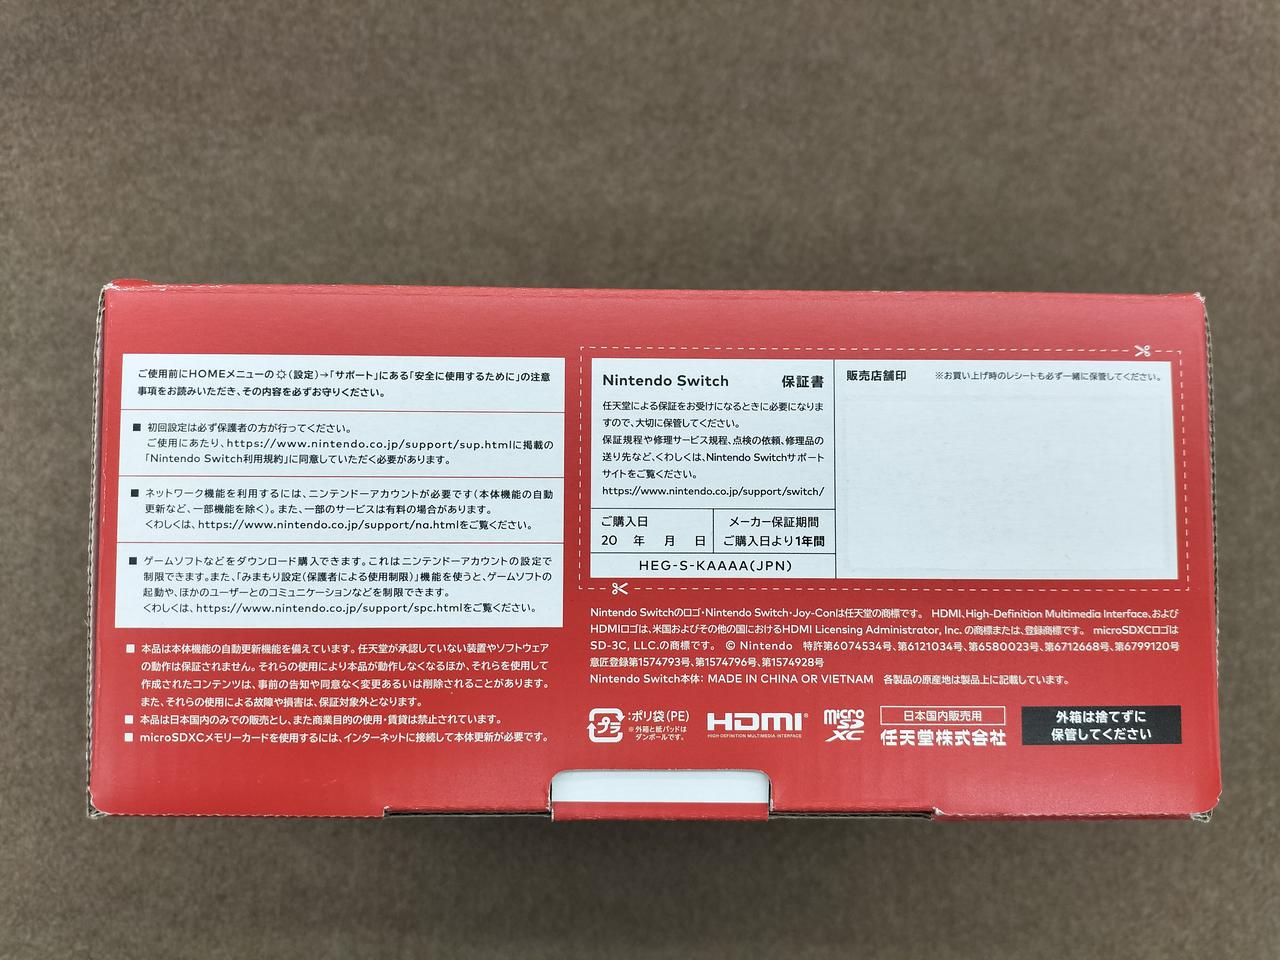 ご使用前にHOMEメニューの(設定)→「サポート」にある「安全に使用するために」の注意
事項をお読みいただき、その内容を必ずお守りください。
■ 初回設定は必ず保護者の方が行ってください。
ご使用にあたり、https://www.nintendo.co.jp/support/sup.htmlに掲載の
「Nintendo Switch利用規約」に同意していただく必要があります。
■ ネットワーク機能を利用するには、ニンテンドーアカウントが必要です(本体機能の自動
更新など、一部機能を除く)。また、一部のサービスは有料の場合があります。
くわしくは、https://www.nintendo.co.jp/support/na.htmlをご覧ください。
■ ゲームソフトなどをダウンロード購入できます。これはニンテンドーアカウントの設定で
制限できます。また、「みまもり設定(保護者による使用制限)」機能を使うと、ゲームソフトの
起動や、ほかのユーザーとのコミュニケーションなどを制限できます。
くわしくは、https://www.nintendo.co.jp/support/spc.htmlをご覧ください。
■ 本品は本体機能の自動更新機能を備えています。任天堂が承認していない装置やソフトウェア
の動作は保証されません。それらの使用により本品が動作しなくなるほか、それらを使用して
作成されたコンテンツは、事前の告知や同意なく変更あるいは削除されることがあります。
また、それらの使用による故障や損害は、保証対象外となります。
■ 本品は日本国内のみでの販売とし、また商業目的の使用・賃貸は禁止されています。
■ microSDXCメモリーカードを使用するには、インターネットに接続して本体更新が必要です。
Nintendo Switch 保証書
任天堂による保証をお受けになるときに必要になりま
すので、大切に保管してください。
保証規程や修理サービス規程、点検の依頼、修理品の
送り先など、くわしくは、Nintendo Switchサポート
サイトをご覧ください。
https://www.nintendo.co.jp/support/switch/
ご購入日
20 年 月 日
メーカー保証期間
ご購入日より1年間
HEG-S-KAAAA(JPN)
販売店舗印 ※お買い上げ時のレシートも必ず一緒に保管してください。
Nintendo Switchのロゴ・Nintendo Switch・Joy-Conは任天堂の商標です。 HDMI、High-Definition Multimedia Interface、および
HDMIロゴは、米国およびその他の国におけるHDMI Licensing Administrator, Inc. の商標または、登録商標です。 microSDXCロゴは
SD-3C, LLC.の商標です。 © Nintendo 特許第6074534号、第6121034号、第6580023号、第6712668号、第6799120号
意匠登録第1574793号、第1574796号、第1574928号
Nintendo Switch本体: MADE IN CHINA OR VIETNAM 各製品の原産地は製品上に記載しています。
プラ
:ポリ袋(PE)
※外箱と紙パッドは
ダンボールです。
HDMI®
HIGH-DEFINITION MULTIMEDIA INTERFACE
micro
SD
XC
日本国内販売用
任天堂株式会社
外箱は捨てずに
保管してください